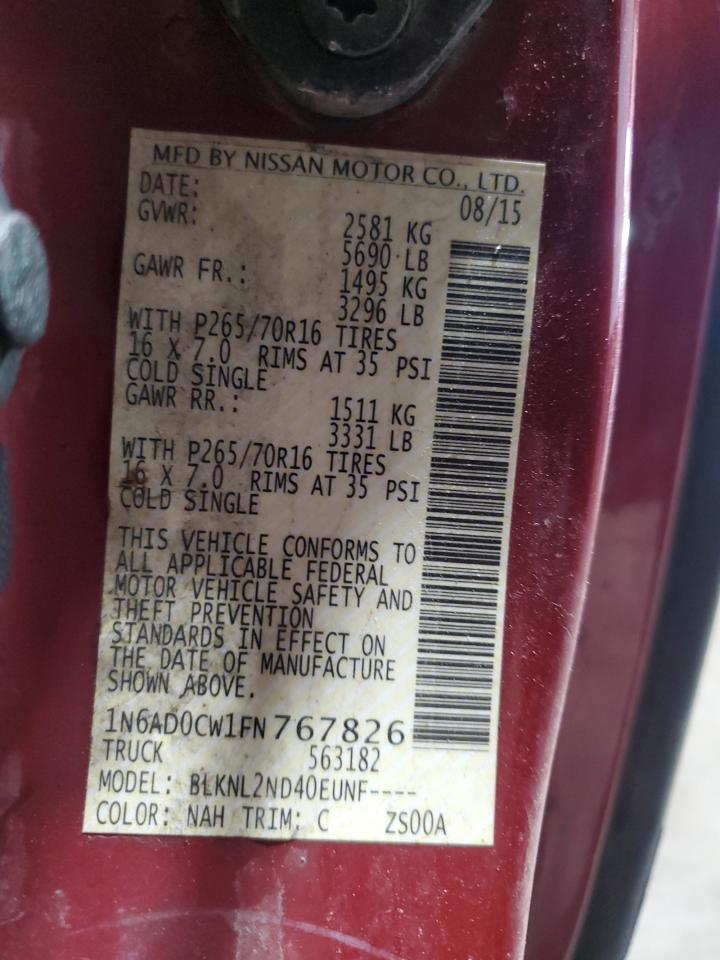 MFD BY NISSAN MOTOR CO., LTD.
DATE: 08/15
GVWR: 2581 KG
5690 LB
GAWR FR.: 1495 KG
3296 LB
WITH P265/70R16 TIRES
16 X 7.0 RIMS AT 35 PSI
COLD SINGLE
GAWR RR.: 1511 KG
3331 LB
WITH P265/70R16 TIRES
16 X 7.0 RIMS AT 35 PSI
COLD SINGLE
THIS VEHICLE CONFORMS TO
ALL APPLICABLE FEDERAL
MOTOR VEHICLE SAFETY AND
THEFT PREVENTION
STANDARDS IN EFFECT ON
THE DATE OF MANUFACTURE
SHOWN ABOVE.
1N6AD0CW1FN767826
TRUCK 563182
MODEL: BLKNL2ND40EUNF----
COLOR: NAH TRIM: C ZS00A